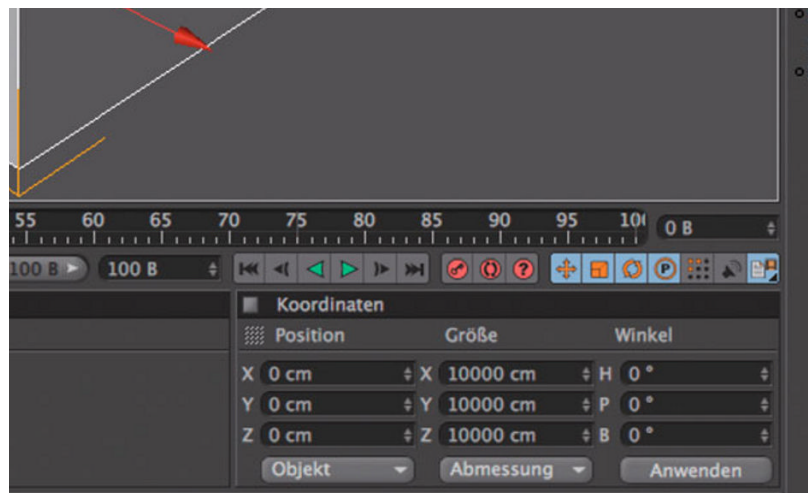 55 60 65 70 75 80 85 90 95 10 0 B
100 B 100 B P
Koordinaten
Position Größe Winkel
X 0 cm X 10000 cm H 0 °
Y 0 cm Y 10000 cm P 0 °
Z 0 cm Z 10000 cm B 0 °
Objekt Abmessung Anwenden